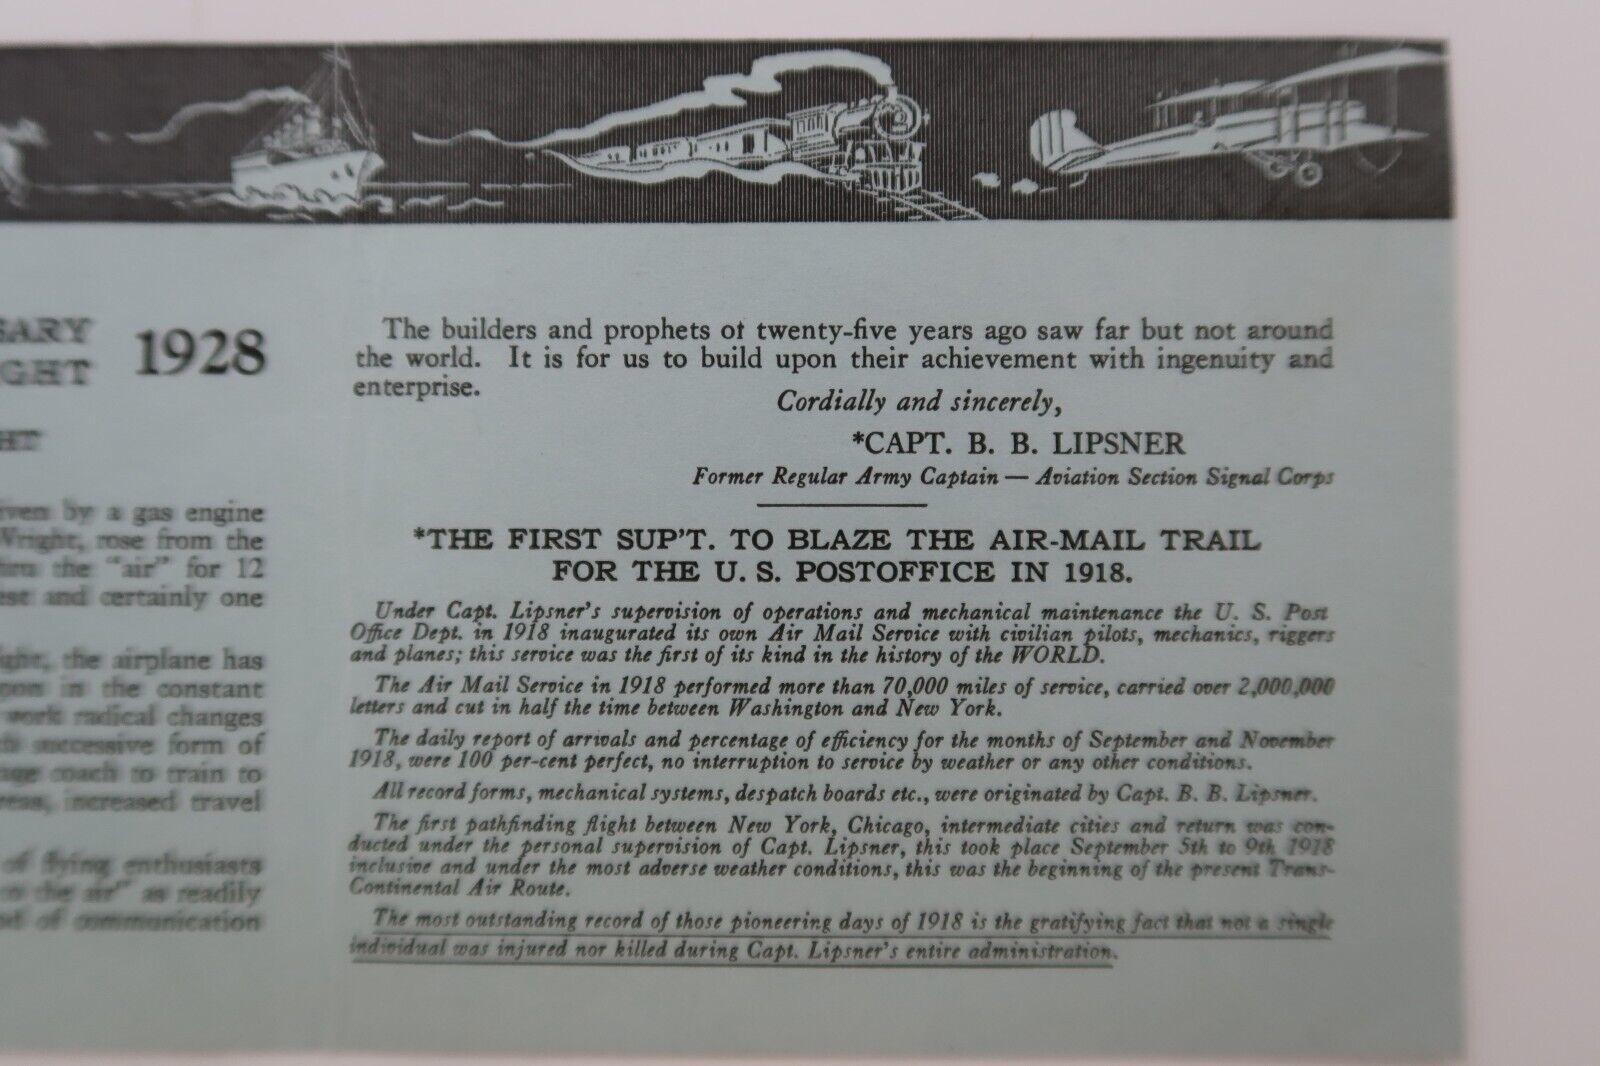 SARY
GHT
1928
HT
iven by a gas engine
Wright, rose from the
hru the "air" for 12
est and certainly one
ight, the airplane has
in the constant
work radical changes
successive form of
coach to train to
increased travel
of flying enthusiasts
the air" as readily
of communication
The builders and prophets of twenty-five years ago saw far but not around
the world. It is for us to build upon their achievement with ingenuity and
enterprise.
Cordially and sincerely,
*CAPT. B. B. LIPSNER
Former Regular Army Captain — Aviation Section Signal Corps
*THE FIRST SUP'T. TO BLAZE THE AIR-MAIL TRAIL
FOR THE U. S. POSTOFFICE IN 1918.
Under Capt. Lipsner's supervision of operations and mechanical maintenance the U. S. Post
Office Dept. in 1918 inaugurated its own Air Mail Service with civilian pilots, mechanics, riggers
and planes; this service was the first of its kind in the history of the WORLD.
The Air Mail Service in 1918 performed more than 70,000 miles of service, carried over 2,000,000
letters and cut in half the time between Washington and New York.
The daily report of arrivals and percentage of efficiency for the months of September and November
1918, were 100 per-cent perfect, no interruption to service by weather or any other conditions.
All record forms, mechanical systems, despatch boards etc., were originated by Capt. B. B. Lipsner.
The first pathfinding flight between New York, Chicago, intermediate cities and return was con-
ducted under the personal supervision of Capt. Lipsner, this took place September 5th to 9th 1918
inclusive and under the most adverse weather conditions, this was the beginning of the present Trans-
Continental Air Route.
The most outstanding record of those pioneering days of 1918 is the gratifying fact that not a single
individual was injured nor killed during Capt. Lipsner's entire administration.